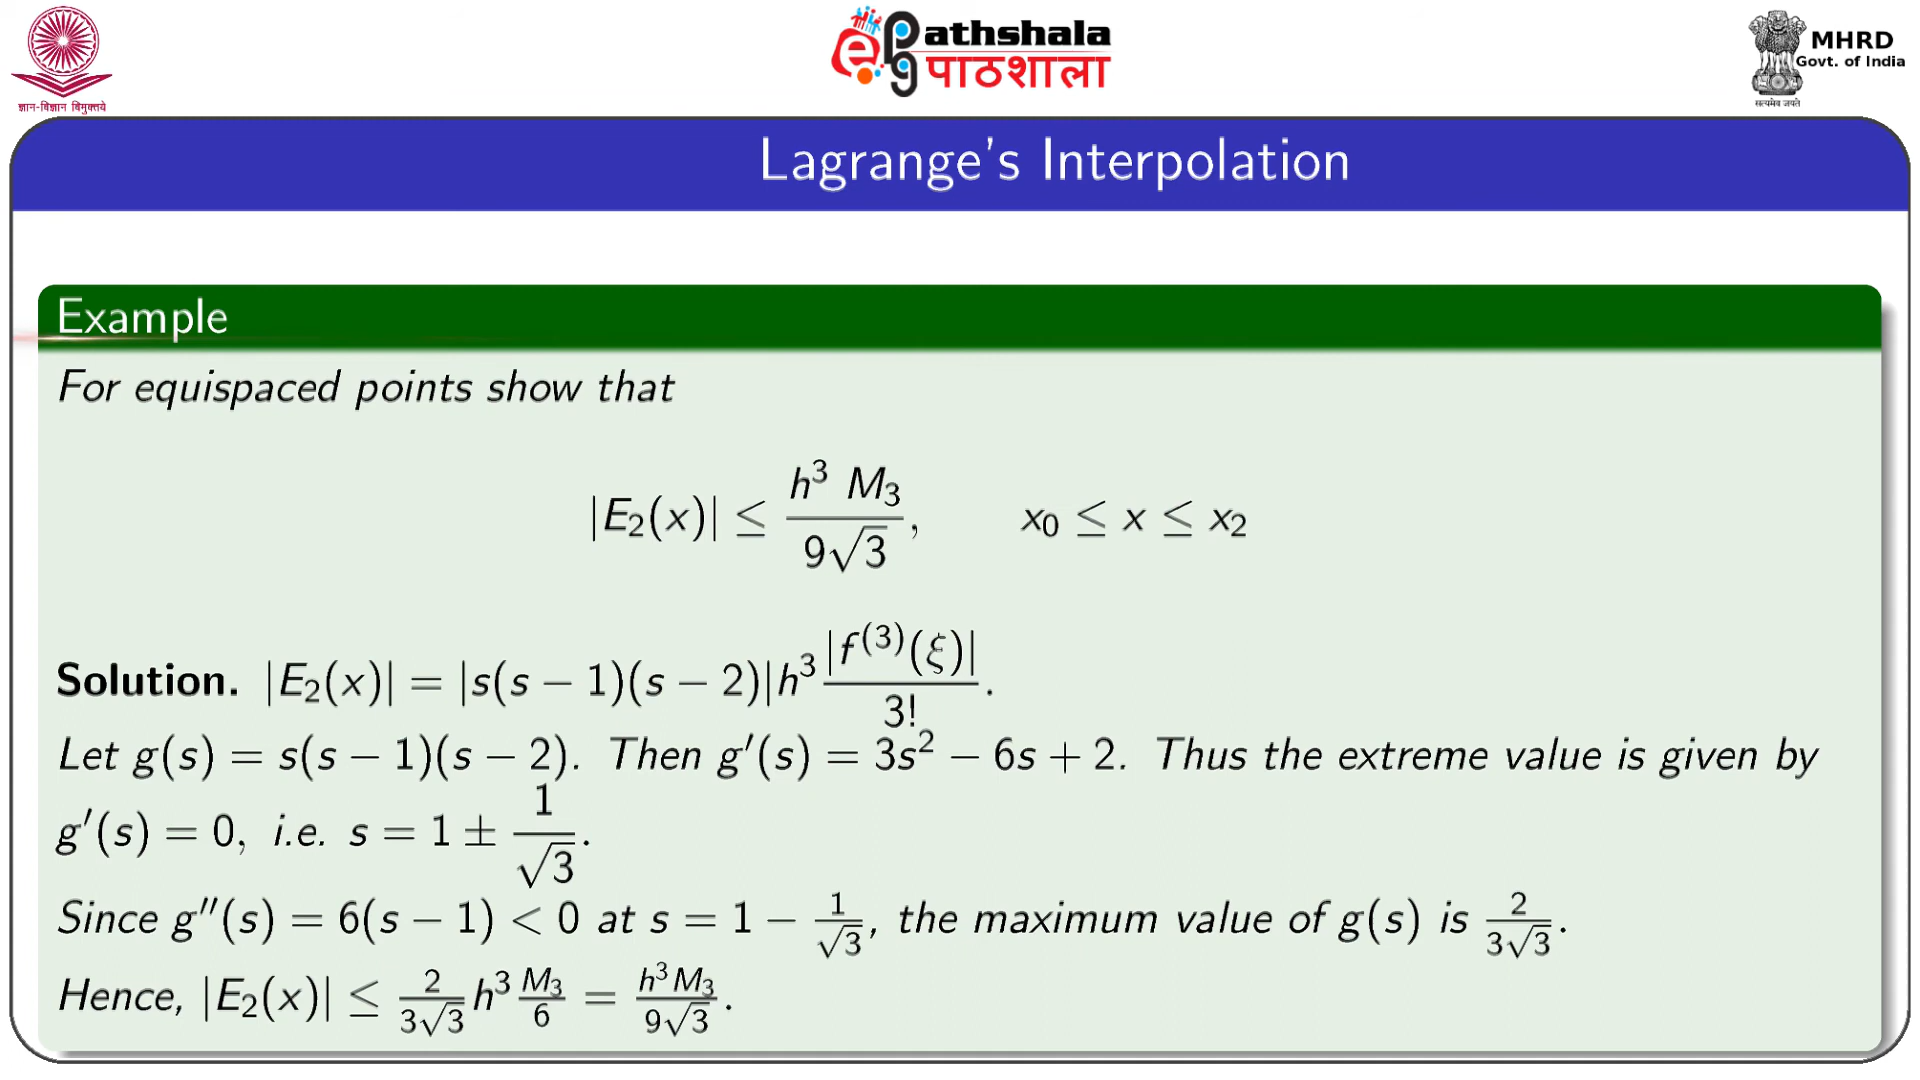 ज्ञान-विज्ञान विमुक्तये
ePG athshala
पाठशाला
MHRD
Govt. of India
सत्यमेव जयते
Lagrange's Interpolation
Example
For equispaced points show that
|E₂(x)| ≤ h³ M₃ / 9√3, x₀ ≤ x ≤ x₂
Solution. |E₂(x)| = |s(s − 1)(s − 2)|h³ |f⁽³⁾(ξ)| / 3!.
Let g(s) = s(s − 1)(s − 2). Then g′(s) = 3s² − 6s + 2. Thus the extreme value is given by
g′(s) = 0, i.e. s = 1 ± 1/√3.
Since g″(s) = 6(s − 1) < 0 at s = 1 − 1/√3, the maximum value of g(s) is 2/3√3.
Hence, |E₂(x)| ≤ 2/3√3 h³ M₃/6 = h³M₃/9√3.